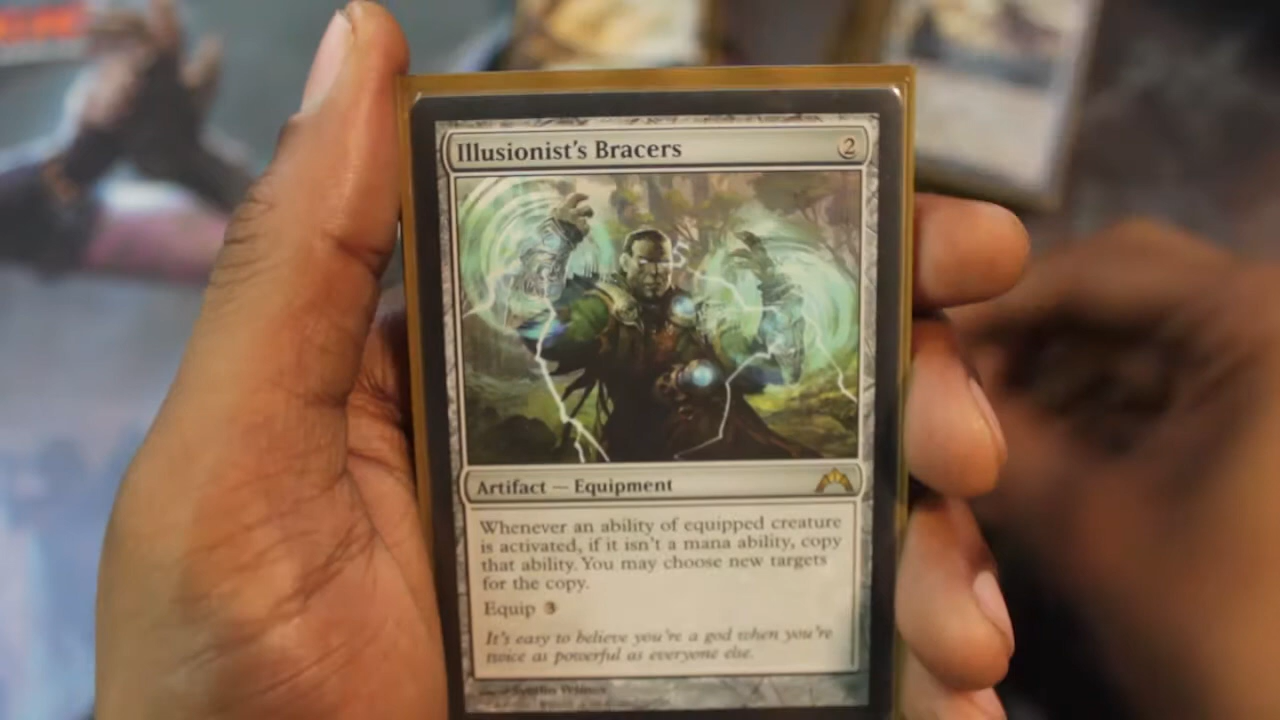 Illusionist's Bracers 2
Artifact — Equipment
Whenever an ability of equipped creature
is activated, if it isn't a mana ability, copy
that ability. You may choose new targets
for the copy.
Equip 3
It's easy to believe you're a god when you're
twice as powerful as everyone else.